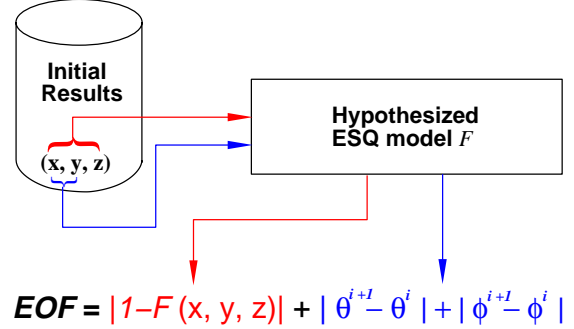 Initial
Results
(x, y, z)
Hypothesized
ESQ model F
EOF = |1−F (x, y, z)| + | θ^{i+1} − θ^{i} | + | ϕ^{i+1} − ϕ^{i} |